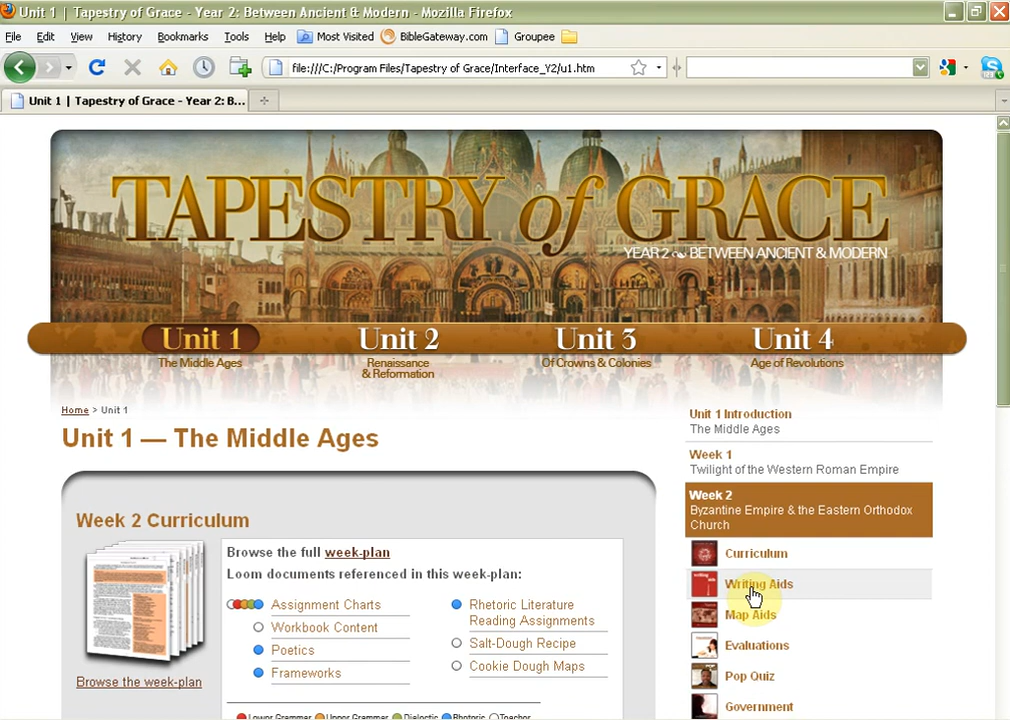 Unit 1 | Tapestry of Grace - Year 2: Between Ancient & Modern - Mozilla Firefox
File Edit View History Bookmarks Tools Help Most Visited BibleGateway.com Groupee
file:///C:/Program Files/Tapestry of Grace/Interface_Y2/u1.htm
Unit 1 | Tapestry of Grace - Year 2: B...
TAPESTRY of GRACE
YEAR 2 BETWEEN ANCIENT & MODERN
Unit 1 Unit 2 Unit 3 Unit 4
The Middle Ages Renaissance & Reformation Of Crowns & Colonies Age of Revolutions
Home > Unit 1
Unit 1 — The Middle Ages
Week 2 Curriculum
Browse the week-plan
Browse the full week-plan
Loom documents referenced in this week-plan:
Assignment Charts
Workbook Content
Poetics
Frameworks
Rhetoric Literature
Reading Assignments
Salt-Dough Recipe
Cookie Dough Maps
Lower Grammar Upper Grammar Dialectic Rhetoric Teacher
Unit 1 Introduction
The Middle Ages
Week 1
Twilight of the Western Roman Empire
Week 2
Byzantine Empire & the Eastern Orthodox
Church
Curriculum
Writing Aids
Map Aids
Evaluations
Pop Quiz
Government